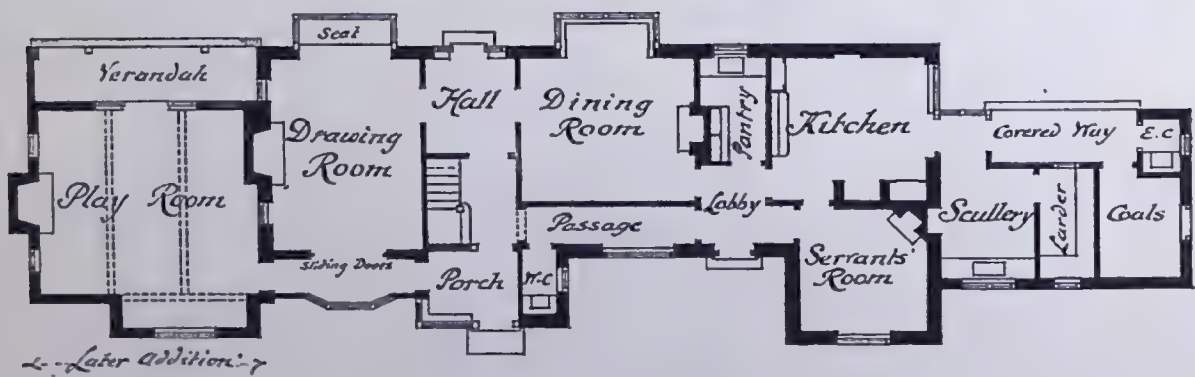 Seat
Verandah
Hall
Dining
Room
Pantry
Kitchen
Covered Way
E.C
Drawing
Room
Play Room
Lobby
Passage
Scullery
Larder
Coals
Servants'
Room
Sliding Doors
Porch
W.C
Later Addition